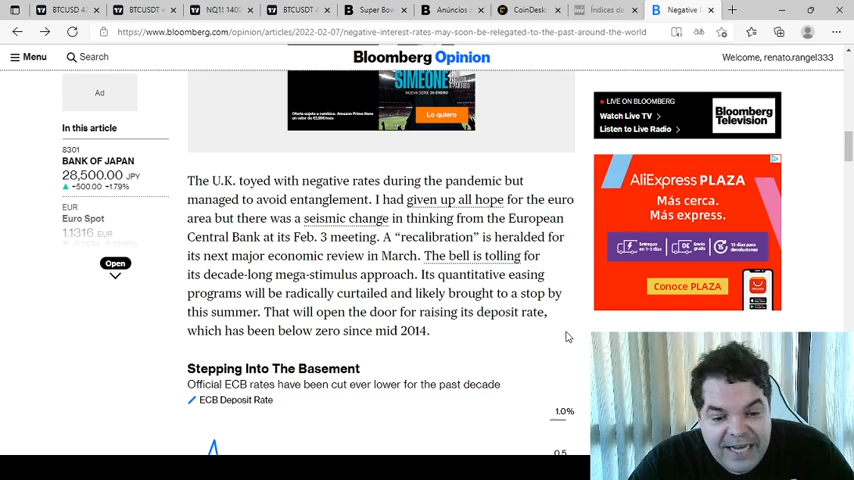 BTCUSD 4
BTCUSDT
NQ1! 1409
BTCUSDT 4
Super Bow
Anúncios d
CoinDesk
Índices de
Negative I
https://www.bloomberg.com/opinion/articles/2022-02-07/negative-interest-rates-may-soon-be-relegated-to-the-past-around-the-world
Menu
Search
Bloomberg Opinion
Welcome, renato.rangel333
Ad
SIMEONE
NUEVA SERIE 26 ENERO
Lo quiero
In this article
8301
BANK OF JAPAN
28,500.00 JPY
+500.00 +1.79%
EUR
Euro Spot
1.1316 EUR
Open
The U.K. toyed with negative rates during the pandemic but
managed to avoid entanglement. I had given up all hope for the euro
area but there was a seismic change in thinking from the European
Central Bank at its Feb. 3 meeting. A “recalibration” is heralded for
its next major economic review in March. The bell is tolling for
its decade-long mega-stimulus approach. Its quantitative easing
programs will be radically curtailed and likely brought to a stop by
this summer. That will open the door for raising its deposit rate,
which has been below zero since mid 2014.
Stepping Into The Basement
Official ECB rates have been cut ever lower for the past decade
ECB Deposit Rate
1.0%
0.5
LIVE ON BLOOMBERG
Watch Live TV
Listen to Live Radio
Bloomberg
Television
AliExpress PLAZA
Más cerca.
Más express.
Conoce PLAZA